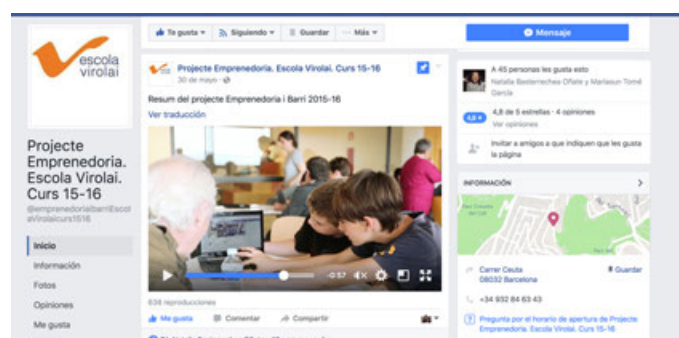 escola
virolai
Projecte
Emprenedoria.
Escola Virolai.
Curs 15-16
@emprenedoriaibarriEscol
aVirolaicurs1516
Inicio
Información
Fotos
Opiniones
Me gusta
Te gusta
Siguiendo
Guardar
Más
Projecte Emprenedoria. Escola Virolai. Curs 15-16
30 de mayo
Resum del projecte Emprenedoria i Barri 2015-16
Ver traducción
-0:57
638 reproducciones
Me gusta
Comentar
Compartir
Mensaje
A 45 personas les gusta esto
Natalia Basterrechea Oñate y Mariasun Tomé
García
4,8
4,8 de 5 estrellas · 4 opiniones
Ver opiniones
Invitar a amigos a que indiquen que les gusta
la página
INFORMACIÓN
Carrer Ceuta
08032 Barcelona
Guardar
+34 932 84 63 43
Pregunta por el horario de apertura de Projecte
Emprenedoria. Escola Virolai. Curs 15-16